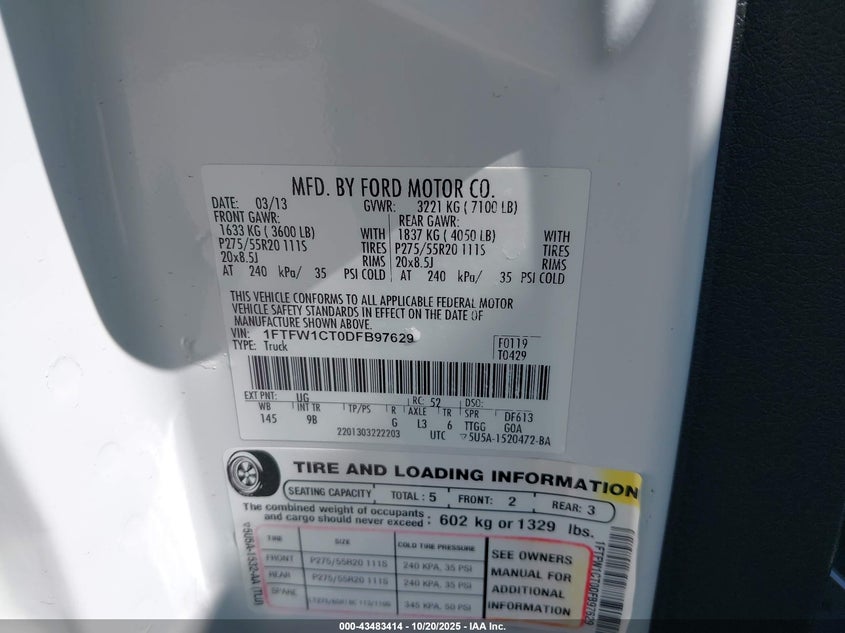 MFD. BY FORD MOTOR CO.
DATE: 03/13 GVWR: 3221 KG ( 7100 LB)
FRONT GAWR: REAR GAWR:
1633 KG ( 3600 LB) WITH 1837 KG ( 4050 LB) WITH
P275/55R20 111S TIRES P275/55R20 111S TIRES
20x8.5J RIMS 20x8.5J RIMS
AT 240 kPa/ 35 PSI COLD AT 240 kPa/ 35 PSI COLD
THIS VEHICLE CONFORMS TO ALL APPLICABLE FEDERAL MOTOR
VEHICLE SAFETY STANDARDS IN EFFECT ON THE DATE OF
MANUFACTURE SHOWN ABOVE.
VIN: 1FTFW1CT0DFB97629
TYPE: Truck
F0119
T0429
EXT PNT: UG RC: 52 DSO:
WB INT TR TP/PS R AXLE TR SPR DF613
145 9B G L3 6 TTGG GOA
2201303222203 UTC ▽5U5A-1520472-BA
TIRE AND LOADING INFORMATION
SEATING CAPACITY TOTAL : 5 FRONT: 2 REAR: 3
The combined weight of occupants
and cargo should never exceed : 602 kg or 1329 lbs.
TIRE SIZE COLD TIRE PRESSURE
FRONT P275/55R20 111S 240 KPA, 35 PSI
REAR P275/55R20 111S 240 KPA, 35 PSI
SPARE 345 KPA, 50 PSI
SEE OWNERS
MANUAL FOR
ADDITIONAL
INFORMATION
1FTFW1CT0DFB97629
000-43483414 - 10/20/2025 - IAA Inc.